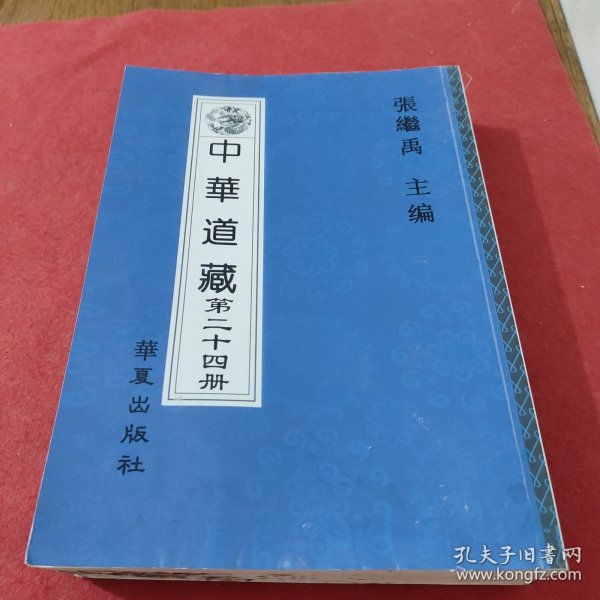 張繼禹 主编
中華道藏
第二十四册
華夏出版社
孔夫子旧书网
www.kongfz.com